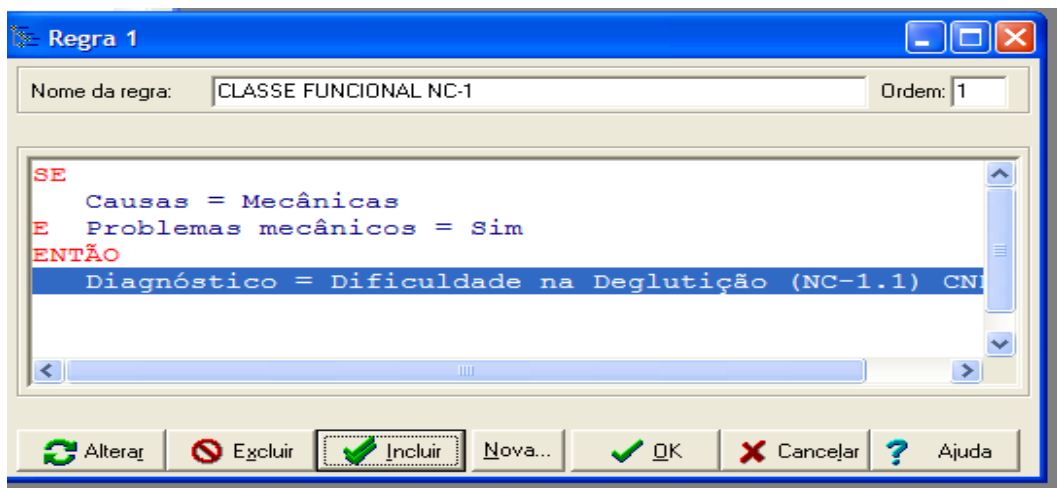 Regra 1
Nome da regra: CLASSE FUNCIONAL NC-1 Ordem: 1
SE
Causas = Mecânicas
E Problemas mecânicos = Sim
ENTÃO
Diagnóstico = Dificuldade na Deglutição (NC-1.1)
Alterar Excluir Incluir Nova... OK Cancelar Ajuda